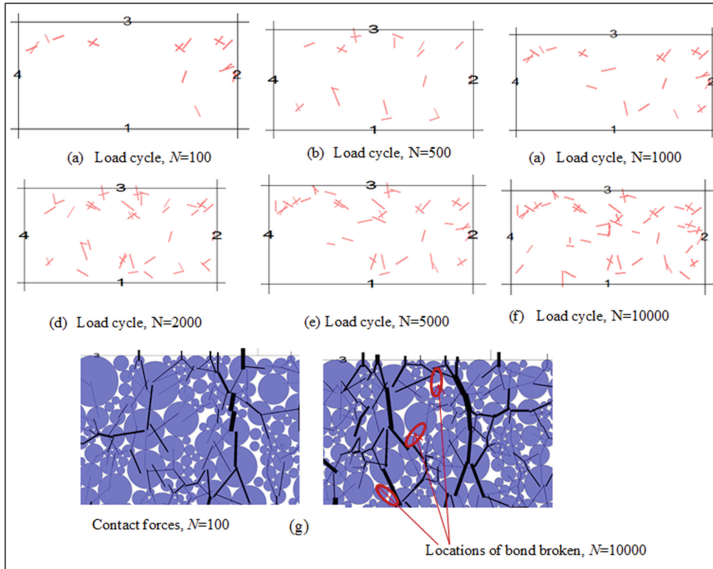 3
4
2
1
(a) Load cycle, N=100
3
4
2
1
(b) Load cycle, N=500
3
4
2
1
(a) Load cycle, N=1000
3
4
2
1
(d) Load cycle, N=2000
3
4
2
1
(e) Load cycle, N=5000
3
4
2
1
(f) Load cycle, N=10000
3
3
Contact forces, N=100
(g)
Locations of bond broken, N=10000